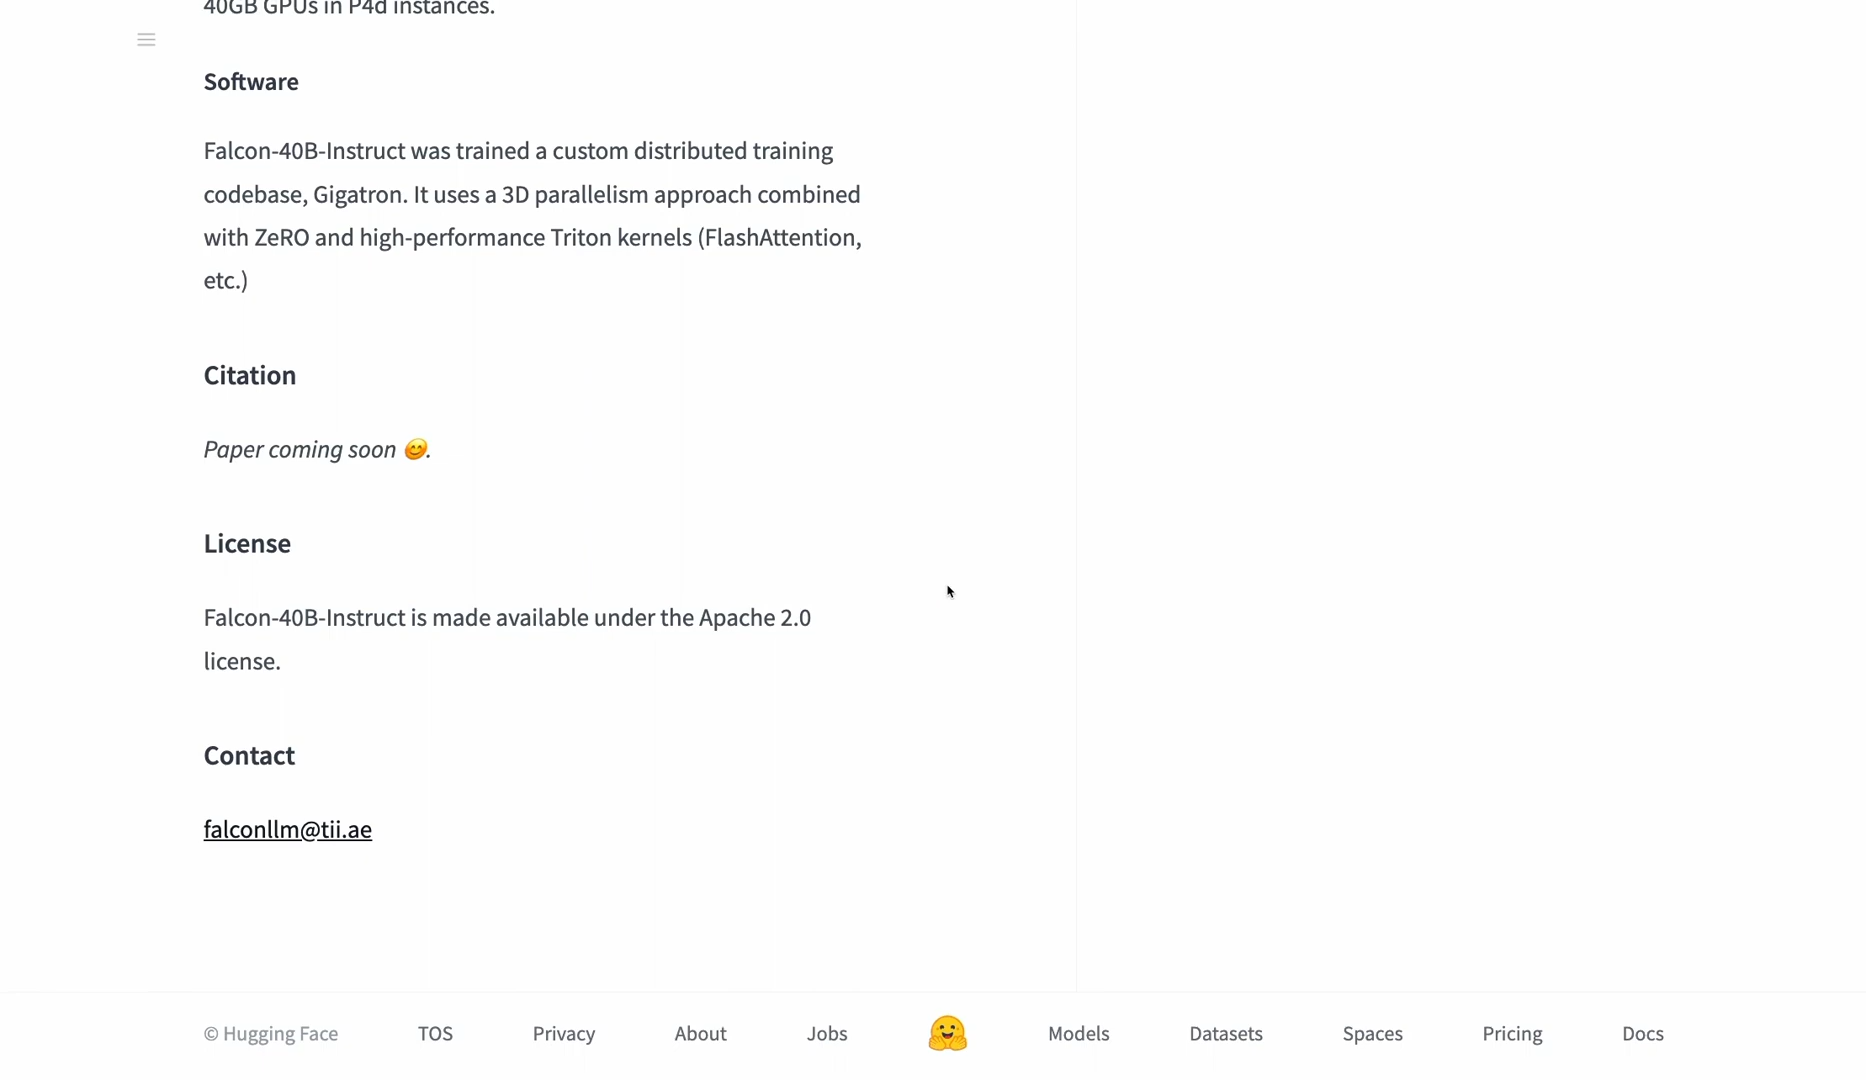 40GB GPUs in P4d instances.
Software
Falcon-40B-Instruct was trained a custom distributed training
codebase, Gigatron. It uses a 3D parallelism approach combined
with ZeRO and high-performance Triton kernels (FlashAttention,
etc.)
Citation
Paper coming soon 😊.
License
Falcon-40B-Instruct is made available under the Apache 2.0
license.
Contact
falconllm@tii.ae
© Hugging Face TOS Privacy About Jobs Models Datasets Spaces Pricing Docs